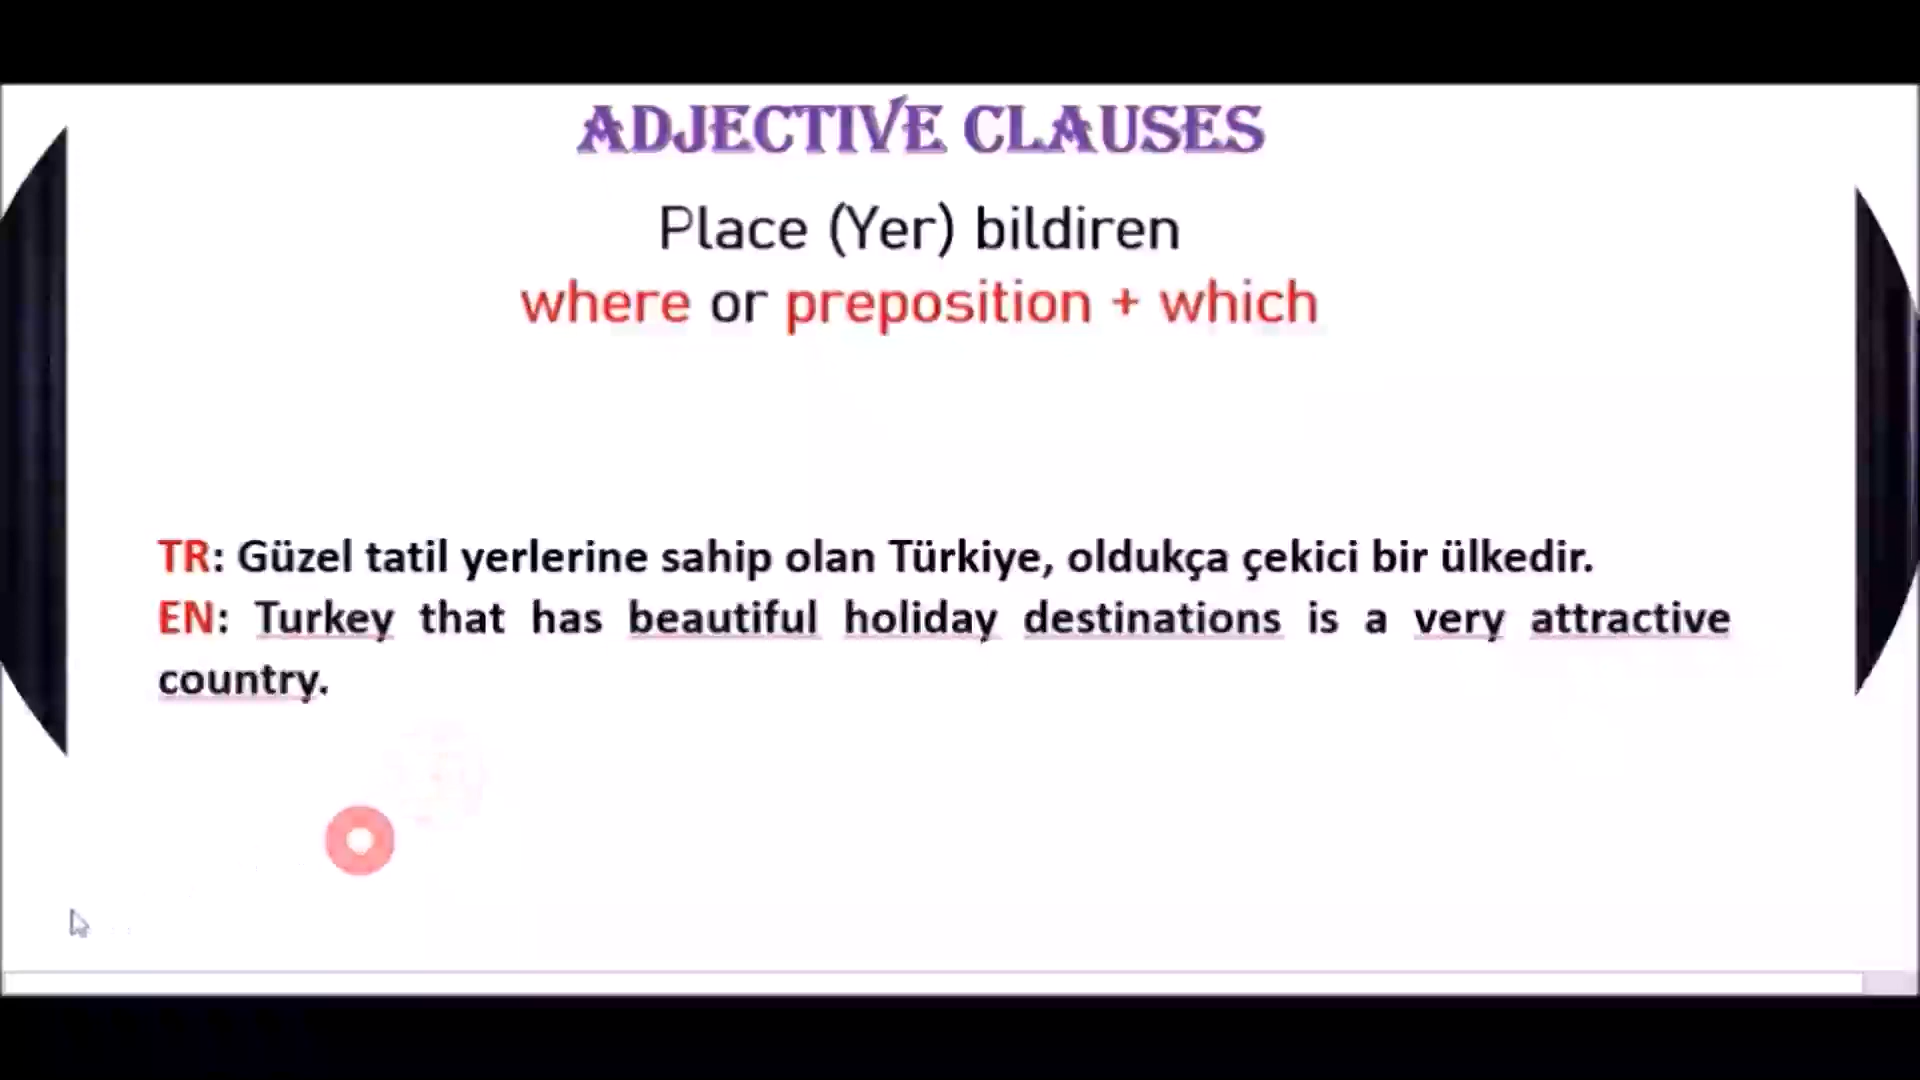 ADJECTIVE CLAUSES
Place (Yer) bildiren
where or preposition + which
TR: Güzel tatil yerlerine sahip olan Türkiye, oldukça çekici bir ülkedir.
EN: Turkey that has beautiful holiday destinations is a very attractive
country.